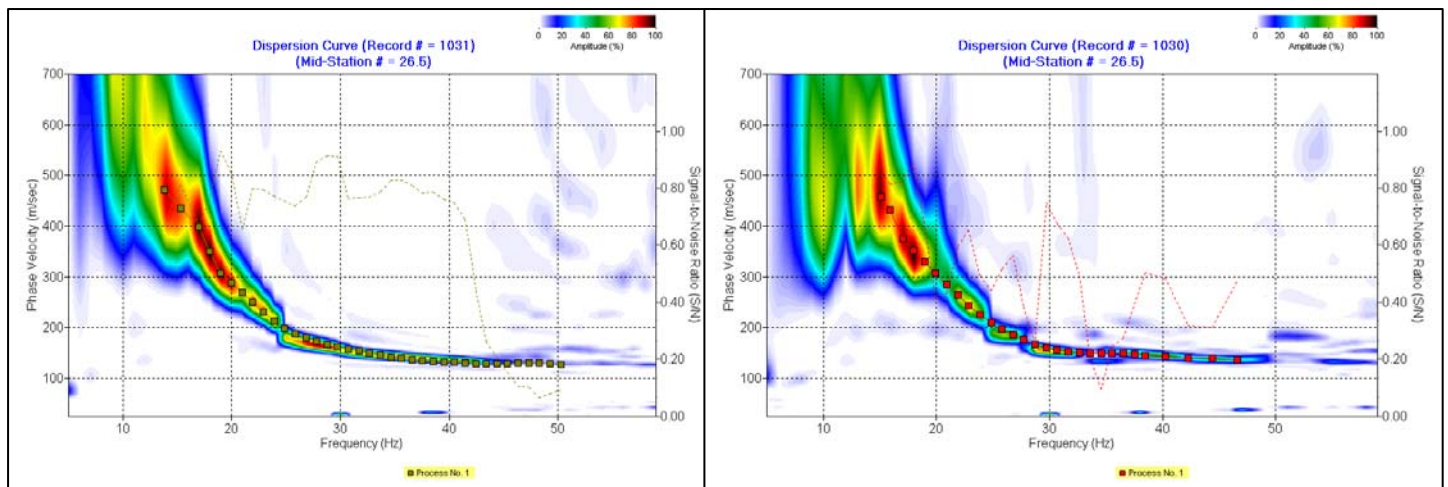 0 20 40 60 80 100
Amplitude (%)
Dispersion Curve (Record # = 1031)
(Mid-Station # = 26.5)
700
600
500
400
300
200
100
Phase Velocity (m/sec)
1.00
0.80
0.60
0.40
0.20
0.00
Signal-to-Noise Ratio (S/N)
10 20 30 40 50
Frequency (Hz)
Process No. 1
0 20 40 60 80 100
Amplitude (%)
Dispersion Curve (Record # = 1030)
(Mid-Station # = 26.5)
700
600
500
400
300
200
100
Phase Velocity (m/sec)
1.00
0.80
0.60
0.40
0.20
0.00
Signal-to-Noise Ratio (S/N)
10 20 30 40 50
Frequency (Hz)
Process No. 1